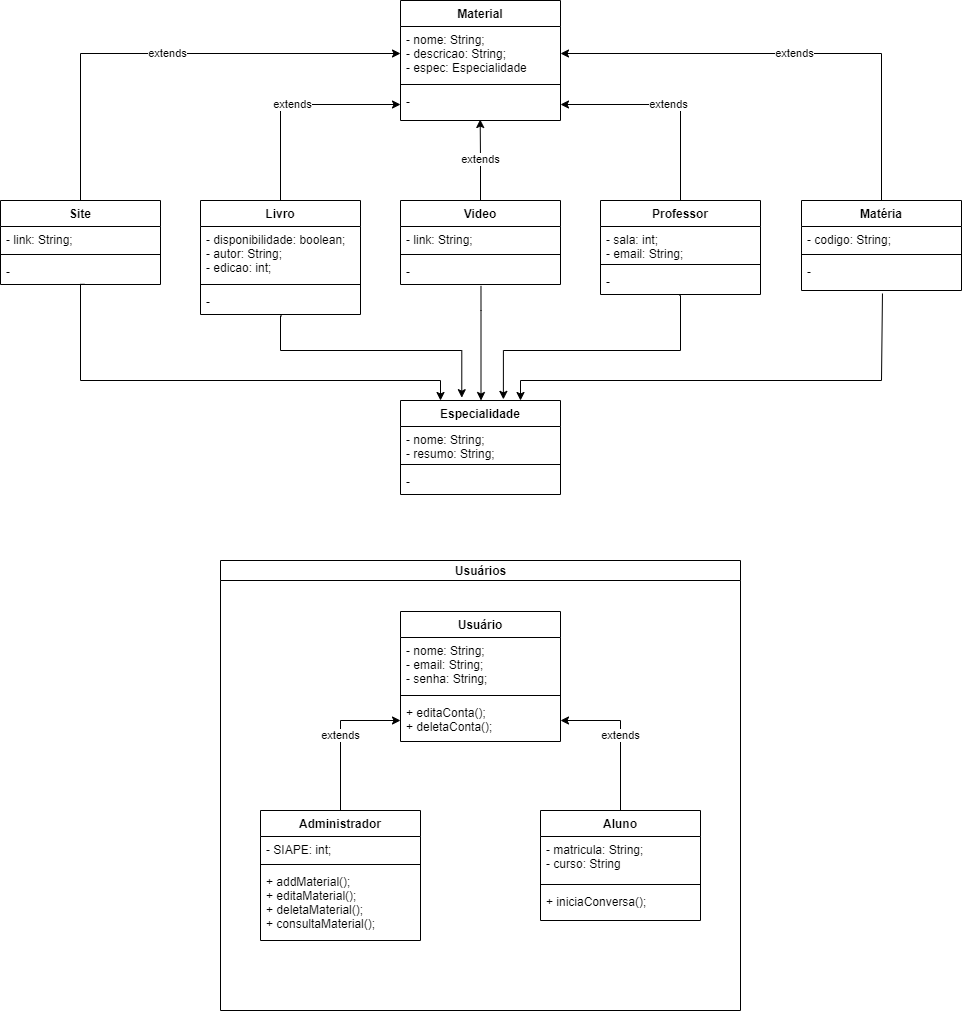 Material
- nome: String;
- descricao: String;
- espec: Especialidade
-
extends
extends
extends
extends
extends
Site
- link: String;
-
Livro
- disponibilidade: boolean;
- autor: String;
- edicao: int;
-
Video
- link: String;
-
Professor
- sala: int;
- email: String;
-
Matéria
- codigo: String;
-
Especialidade
- nome: String;
- resumo: String;
-
Usuários
Usuário
- nome: String;
- email: String;
- senha: String;
+ editaConta();
+ deletaConta();
extends
extends
Administrador
- SIAPE: int;
+ addMaterial();
+ editaMaterial();
+ deletaMaterial();
+ consultaMaterial();
Aluno
- matricula: String;
- curso: String
+ iniciaConversa();